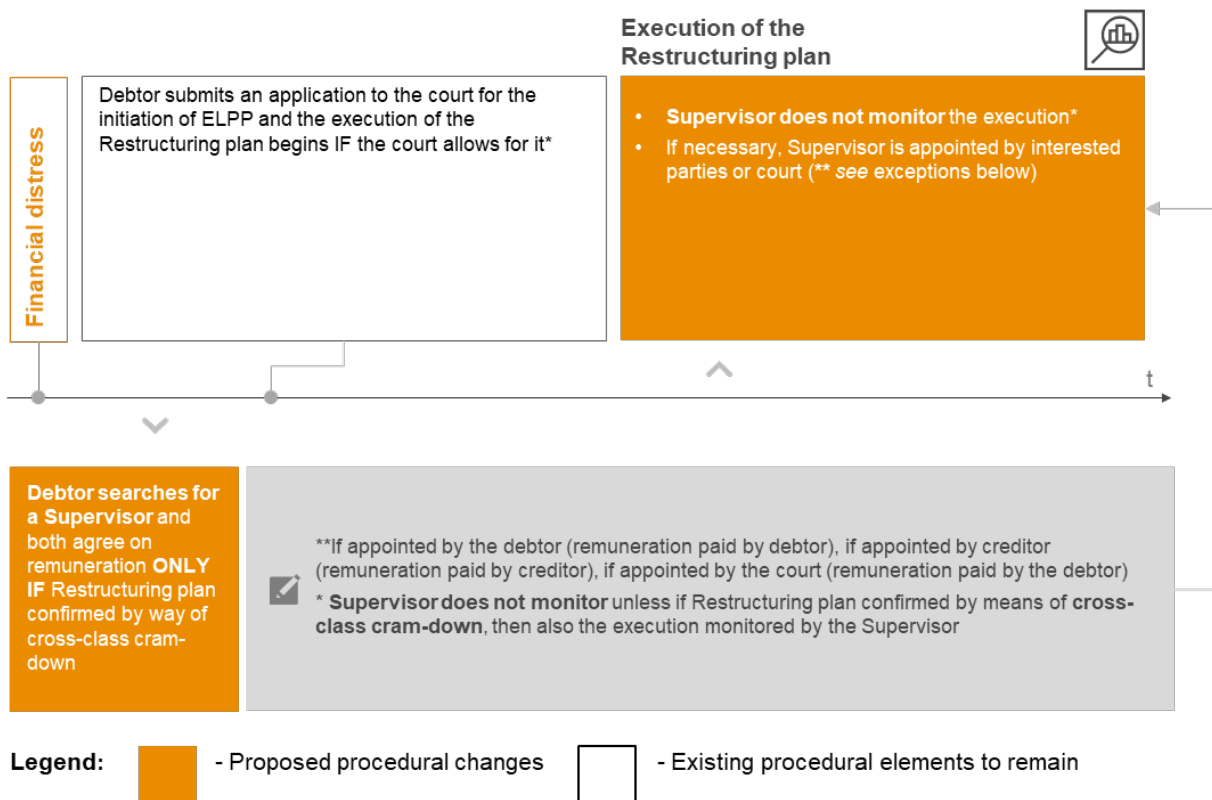 Execution of the
Restructuring plan
Financial distress
Debtor submits an application to the court for the
initiation of ELPP and the execution of the
Restructuring plan begins IF the court allows for it*
• Supervisor does not monitor the execution*
• If necessary, Supervisor is appointed by interested
parties or court (** see exceptions below)
t
Debtor searches for
a Supervisor and
both agree on
remuneration ONLY
IF Restructuring plan
confirmed by way of
cross-class cram-
down
**If appointed by the debtor (remuneration paid by debtor), if appointed by creditor
(remuneration paid by creditor), if appointed by the court (remuneration paid by the debtor)
* Supervisor does not monitor unless if Restructuring plan confirmed by means of cross-
class cram-down, then also the execution monitored by the Supervisor
Legend: - Proposed procedural changes - Existing procedural elements to remain